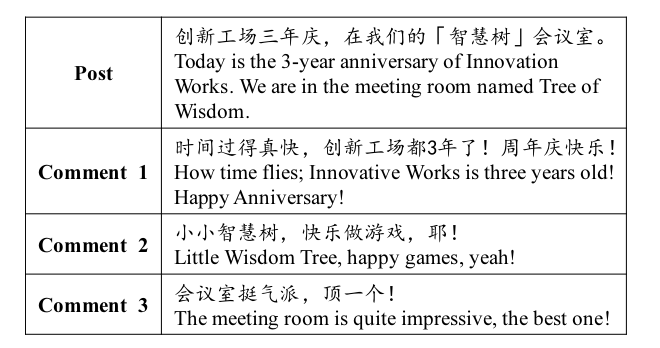 Post
创新工场三年庆，在我们的「智慧树」会议室。
Today is the 3-year anniversary of Innovation
Works. We are in the meeting room named Tree of
Wisdom.
Comment 1
时间过得真快，创新工场都3年了！周年庆快乐！
How time flies; Innovative Works is three years old!
Happy Anniversary!
Comment 2
小小智慧树，快乐做游戏，耶！
Little Wisdom Tree, happy games, yeah!
Comment 3
会议室挺气派，顶一个！
The meeting room is quite impressive, the best one!